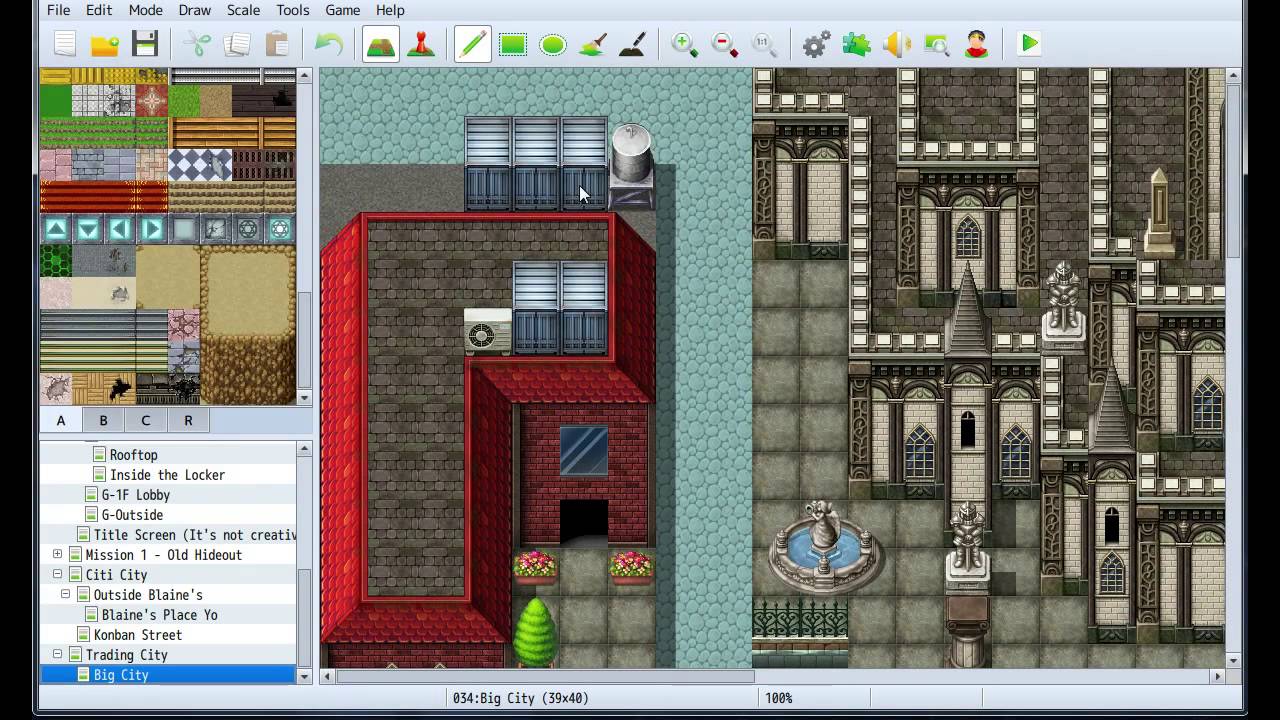 File Edit Mode Draw Scale Tools Game Help
1:1
A B C R
Rooftop
Inside the Locker
G-1F Lobby
G-Outside
Title Screen (It's not creativ
Mission 1 - Old Hideout
Citi City
Outside Blaine's
Blaine's Place Yo
Konban Street
Trading City
Big City
034:Big City (39x40) 100%